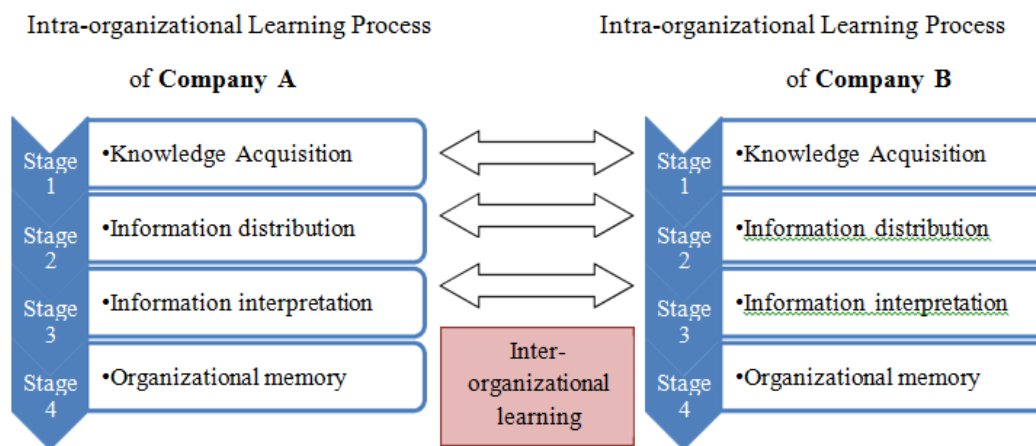 Intra-organizational Learning Process
of Company A
Intra-organizational Learning Process
of Company B
Stage
1
•Knowledge Acquisition
Stage
2
•Information distribution
Stage
3
•Information interpretation
Stage
4
•Organizational memory
Inter-
organizational
learning
Stage
1
•Knowledge Acquisition
Stage
2
•Information distribution
Stage
3
•Information interpretation
Stage
4
•Organizational memory